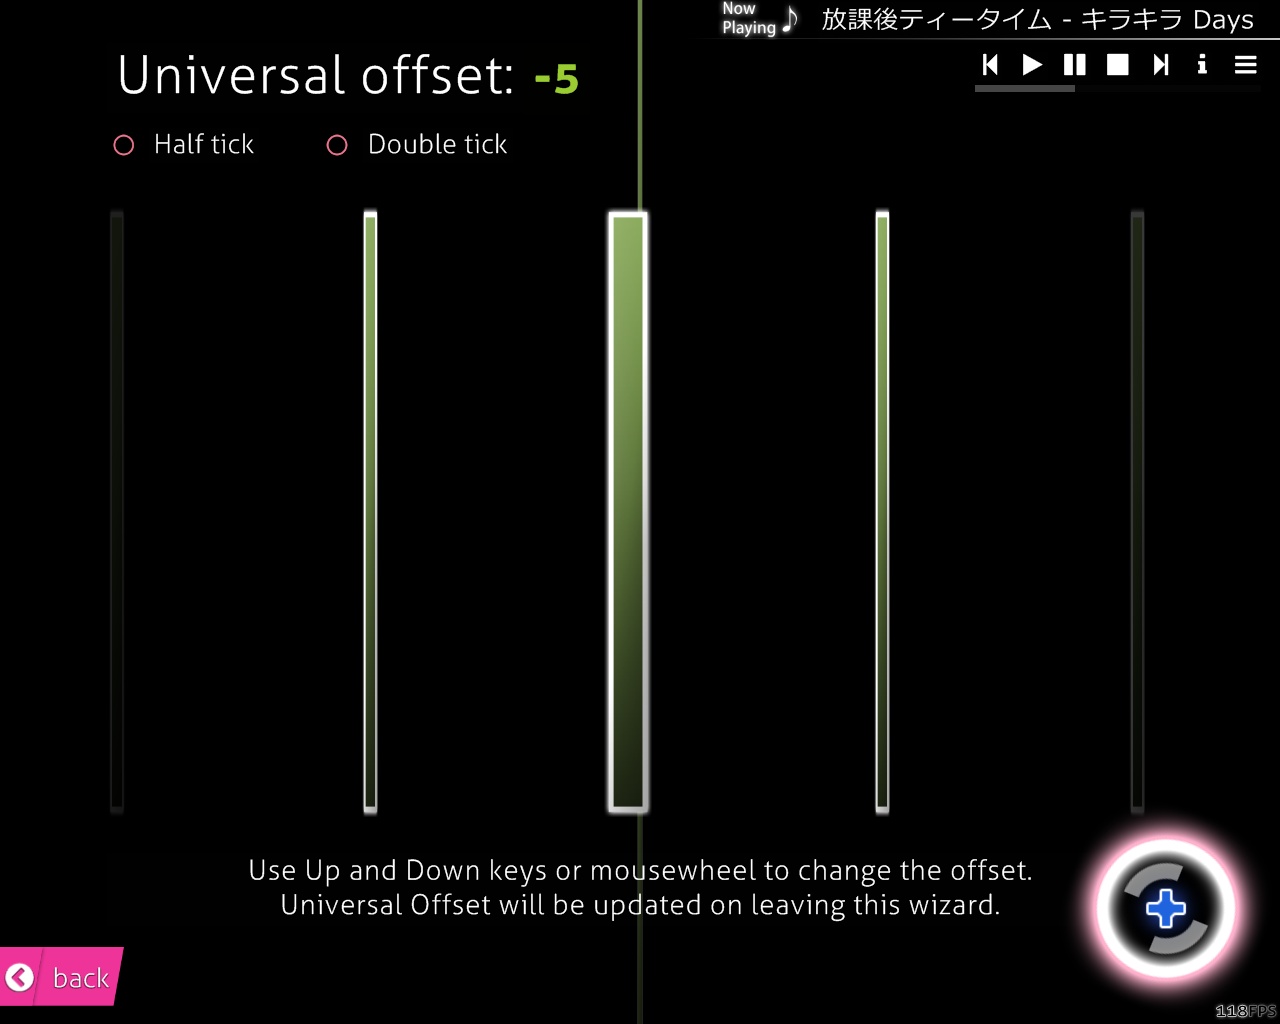 Now
Playing
放課後ティータイム - キラキラ Days
Universal offset: -5
Half tick
Double tick
Use Up and Down keys or mousewheel to change the offset.
Universal Offset will be updated on leaving this wizard.
back
118FPS